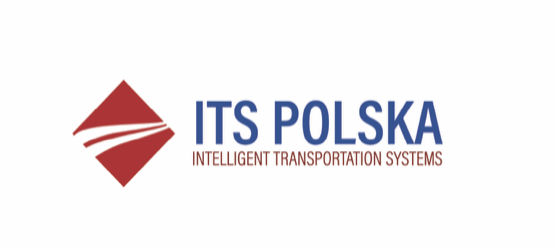 ITS POLSKA
INTELLIGENT TRANSPORTATION SYSTEMS